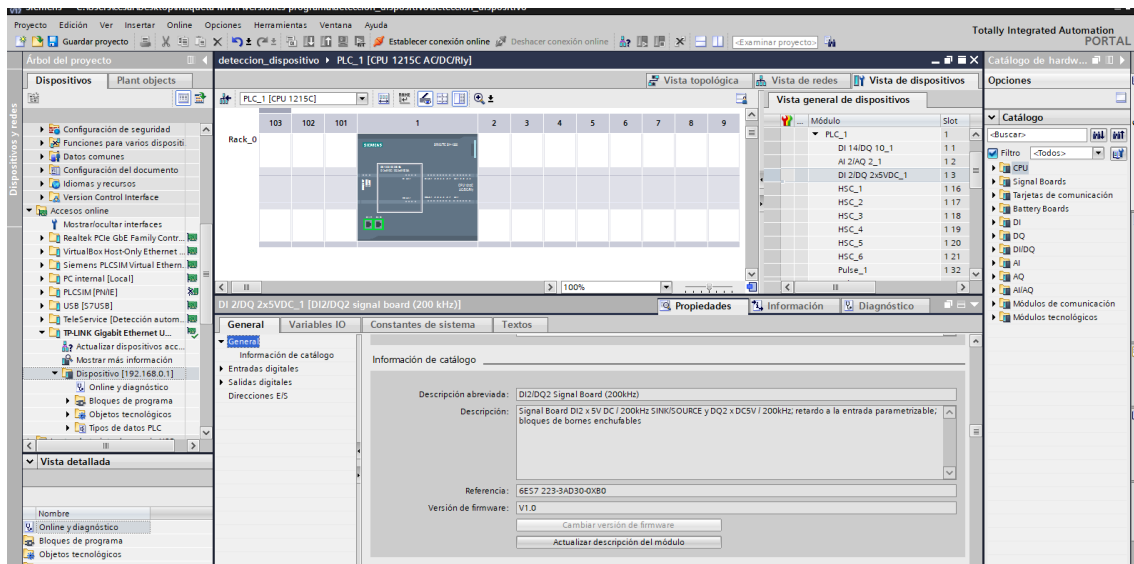 Proyecto Edición Ver Insertar Online Opciones Herramientas Ventana Ayuda
Totally Integrated Automation
PORTAL
Guardar proyecto Establecer conexión online Deshacer conexión online <Examinar proyecto>
Árbol del proyecto
deteccion_dispositivo PLC_1 [CPU 1215C AC/DC/Rly]
Catálogo de hardw...
Dispositivos Plant objects
Vista topológica Vista de redes Vista de dispositivos
Opciones
Dispositivos y redes
PLC_1 [CPU 1215C]
Vista general de dispositivos
103 102 101 1 2 3 4 5 6 7 8 9
Rack_0
SIEMENS
... Módulo Slot
PLC_1 1
DI 14/DQ 10_1 1 1
AI 2/AQ 2_1 1 2
DI 2/DQ 2x5VDC_1 1 3
HSC_1 1 16
HSC_2 1 17
HSC_3 1 18
HSC_4 1 19
HSC_5 1 20
HSC_6 1 21
Pulse_1 1 32
Catálogo
<Buscar>
Filtro <Todos>
CPU
Signal Boards
Tarjetas de comunicación
Battery Boards
DI
DQ
DI/DQ
AI
AQ
AI/AQ
Módulos de comunicación
Módulos tecnológicos
Configuración de seguridad
Funciones para varios dispositi
Datos comunes
Configuración del documento
Idiomas y recursos
Version Control Interface
Accesos online
Mostrar/ocultar interfaces
Realtek PCIe GbE Family Contr...
VirtualBox Host-Only Ethernet ...
Siemens PLCSIM Virtual Ethern...
PC internal [Local]
PLCSIM [PN/IE]
USB [S7USB]
TeleService [Detección autom...
TP-LINK Gigabit Ethernet U...
Actualizar dispositivos acc...
Mostrar más información
Dispositivo [192.168.0.1]
Online y diagnóstico
Bloques de programa
Objetos tecnológicos
Tipos de datos PLC
100%
DI 2/DQ 2x5VDC_1 [DI2/DQ2 signal board (200 kHz)]
Propiedades Información Diagnóstico
General Variables IO Constantes de sistema Textos
General
Información de catálogo
Entradas digitales
Salidas digitales
Direcciones E/S
Información de catálogo
Descripción abreviada: DI2/DQ2 Signal Board (200kHz)
Descripción: Signal Board DI2 x 5V DC / 200kHz SINK/SOURCE y DQ2 x DC5V / 200kHz; retardo a la entrada parametrizable;
bloques de bornes enchufables
Referencia: 6ES7 223-3AD30-0XB0
Versión de firmware: V1.0
Cambiar versión de firmware
Actualizar descripción del módulo
Vista detallada
Nombre
Online y diagnóstico
Bloques de programa
Objetos tecnológicos